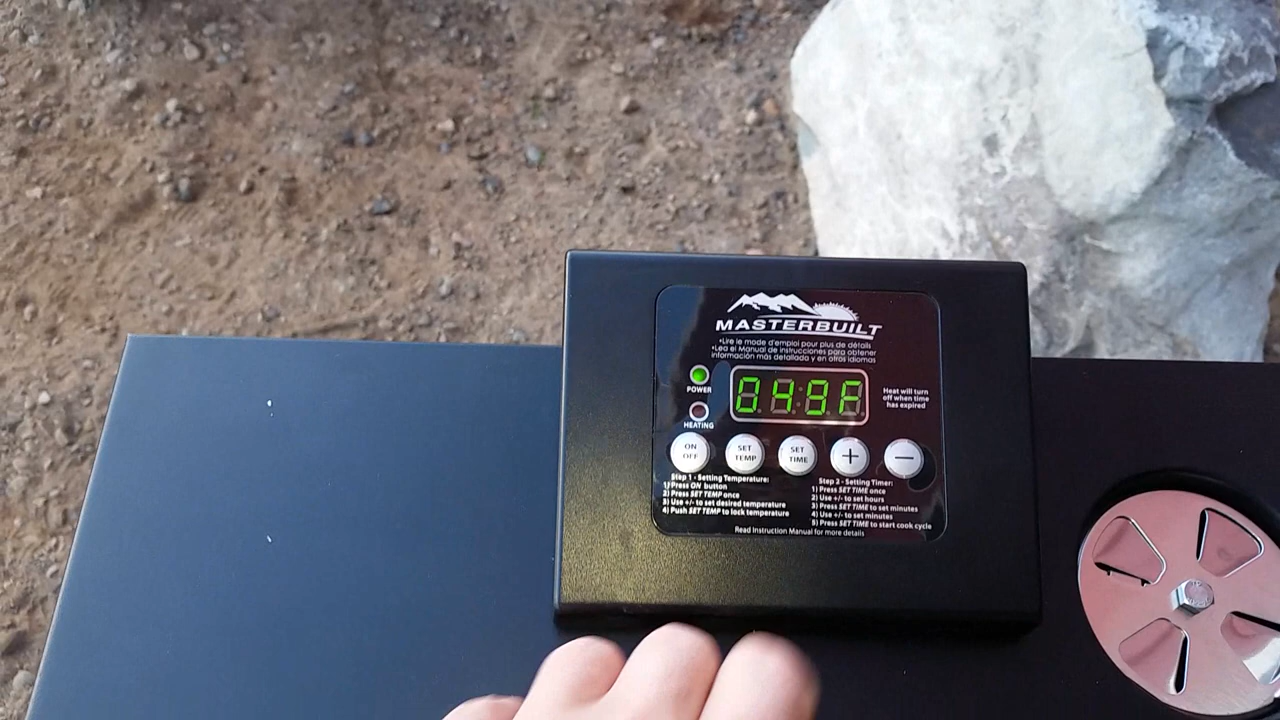 MASTERBUILT
•Lire le mode d'emploi pour plus de détails
•Lea el Manual de instrucciones para obtener
información más detallada y en otros idiomas
POWER
049F
Heat will turn
off when time
has expired
HEATING
ON
OFF
SET
TEMP
SET
TIME
+
−
Step 1 - Setting Temperature:
1) Press ON button
2) Press SET TEMP once
3) Use +/- to set desired temperature
4) Push SET TEMP to lock temperature
Step 2 - Setting Timer:
1) Press SET TIME once
2) Use +/- to set hours
3) Press SET TIME to set minutes
4) Use +/- to set minutes
5) Press SET TIME to start cook cycle
Read Instruction Manual for more details